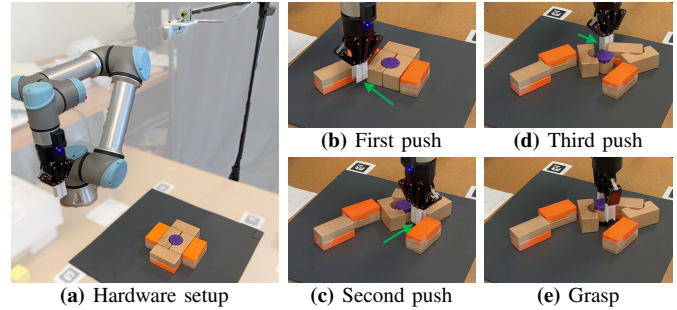 (b) First push
(d) Third push
(a) Hardware setup
(c) Second push
(e) Grasp